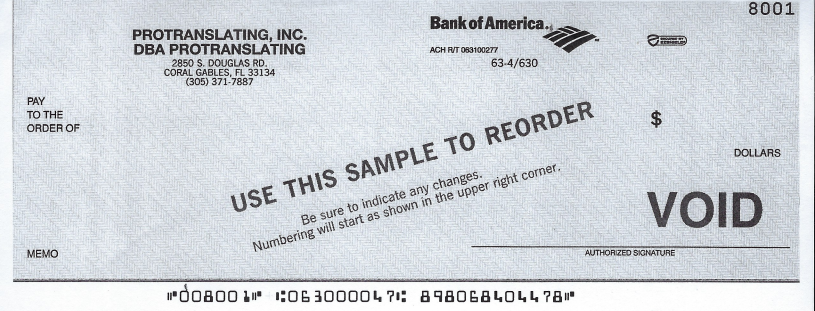 8001
PROTRANSLATING, INC.
DBA PROTRANSLATING
2850 S. DOUGLAS RD.
CORAL GABLES, FL 33134
(305) 371-7887
Bank of America.
ACH R/T 063100277
63-4/630
PAY
TO THE
ORDER OF
$
DOLLARS
USE THIS SAMPLE TO REORDER
Be sure to indicate any changes.
Numbering will start as shown in the upper right corner.
VOID
MEMO
AUTHORIZED SIGNATURE
⑈008001⑈ ⑆063000047⑆ 898068404478⑈